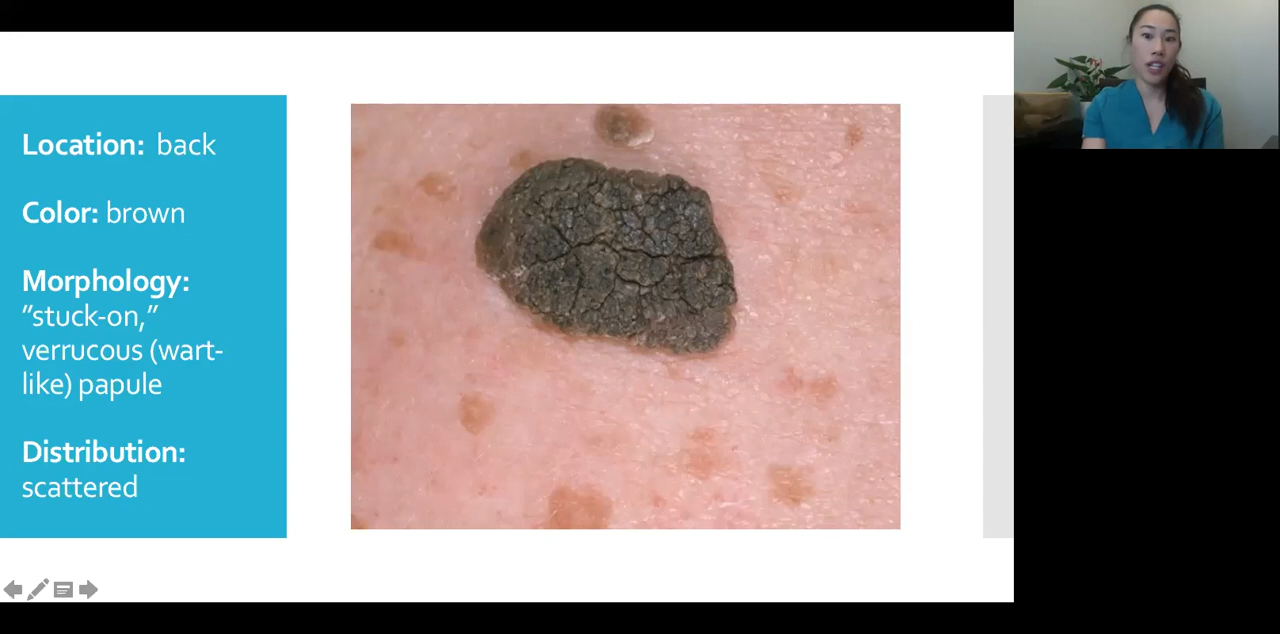 Location: back
Color: brown
Morphology:
"stuck-on,"
verrucous (wart-
like) papule
Distribution:
scattered